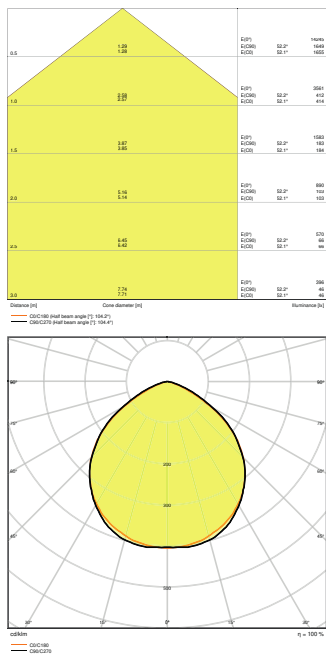 E(0°) 14245
0.5 1.29 E(C90) 52.2° 1649
1.28 E(C0) 52.1° 1655
E(0°) 3561
2.58 E(C90) 52.2° 412
1.0 2.57 E(C0) 52.1° 414
E(0°) 1583
3.87 E(C90) 52.2° 183
1.5 3.85 E(C0) 52.1° 184
E(0°) 890
5.16 E(C90) 52.2° 103
2.0 5.14 E(C0) 52.1° 103
E(0°) 570
6.45 E(C90) 52.2° 66
2.5 6.42 E(C0) 52.1° 66
E(0°) 396
7.74 E(C90) 52.2° 46
3.0 7.71 E(C0) 52.1° 46
Distance [m] Cone diameter [m] Illuminance [lx]
C0/C180 (Half beam angle [°]: 104.2°)
C90/C270 (Half beam angle [°]: 104.4°)
90° 90°
75° 75°
200
60° 60°
300
45° 45°
500
30° 15° 0° 15° 30°
cd/klm η = 100 %
C0/C180
C90/C270